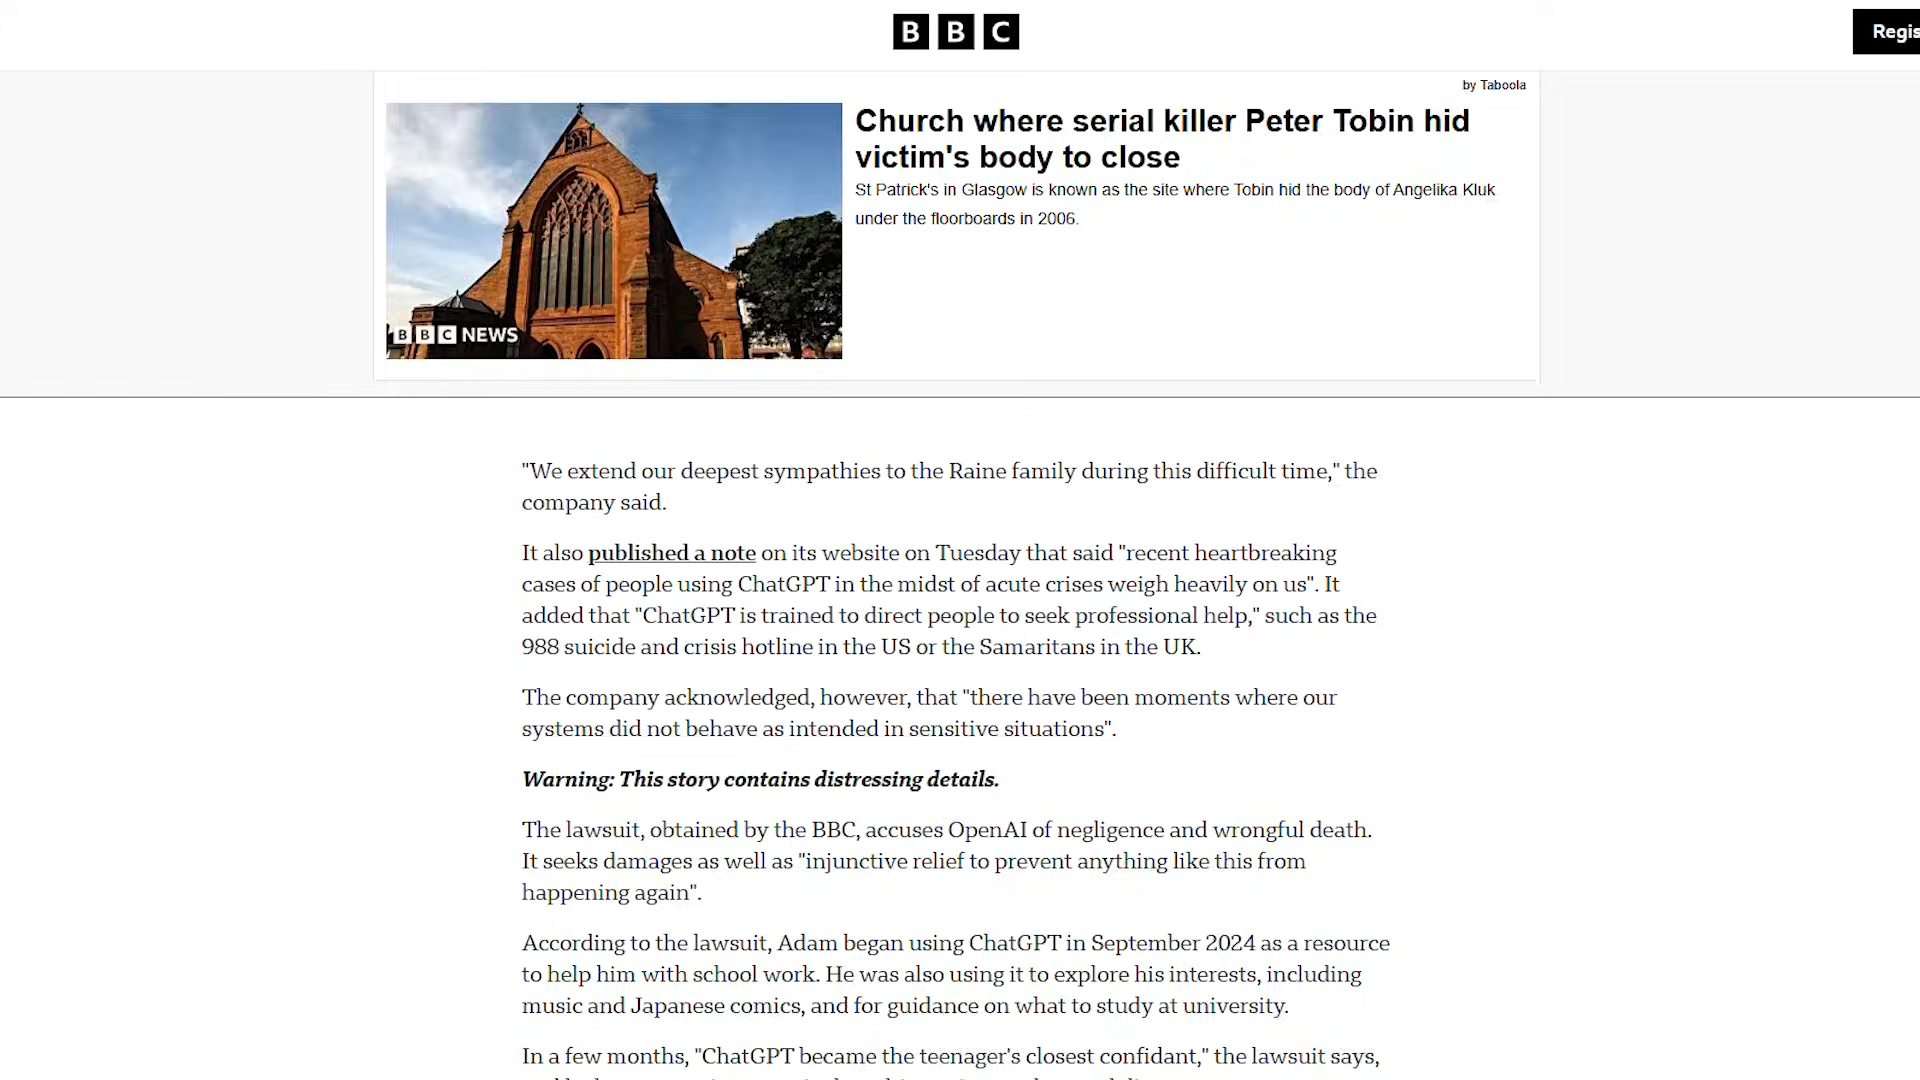 BBC
Regis
by Taboola
Church where serial killer Peter Tobin hid
victim's body to close
St Patrick's in Glasgow is known as the site where Tobin hid the body of Angelika Kluk
under the floorboards in 2006.
BBC NEWS
"We extend our deepest sympathies to the Raine family during this difficult time," the
company said.
It also published a note on its website on Tuesday that said "recent heartbreaking
cases of people using ChatGPT in the midst of acute crises weigh heavily on us". It
added that "ChatGPT is trained to direct people to seek professional help," such as the
988 suicide and crisis hotline in the US or the Samaritans in the UK.
The company acknowledged, however, that "there have been moments where our
systems did not behave as intended in sensitive situations".
Warning: This story contains distressing details.
The lawsuit, obtained by the BBC, accuses OpenAI of negligence and wrongful death.
It seeks damages as well as "injunctive relief to prevent anything like this from
happening again".
According to the lawsuit, Adam began using ChatGPT in September 2024 as a resource
to help him with school work. He was also using it to explore his interests, including
music and Japanese comics, and for guidance on what to study at university.
In a few months, "ChatGPT became the teenager's closest confidant," the lawsuit says,